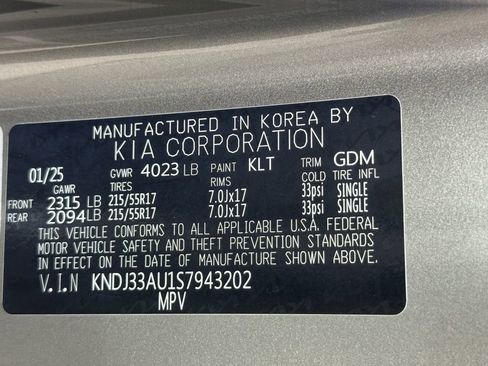 MANUFACTURED IN KOREA BY
KIA CORPORATION
01/25 GVWR 4023 LB PAINT KLT TRIM GDM
GAWR TIRES RIMS COLD TIRE INFL
FRONT 2315 LB 215/55R17 7.0Jx17 33psi SINGLE
REAR 2094 LB 215/55R17 7.0Jx17 33psi SINGLE
THIS VEHICLE CONFORMS TO ALL APPLICABLE U.S.A. FEDERAL
MOTOR VEHICLE SAFETY AND THEFT PREVENTION STANDARDS
IN EFFECT ON THE DATE OF MANUFACTURE SHOWN ABOVE.
V.I.N KNDJ33AU1S7943202
MPV